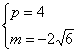 p = 4
m = −2√6